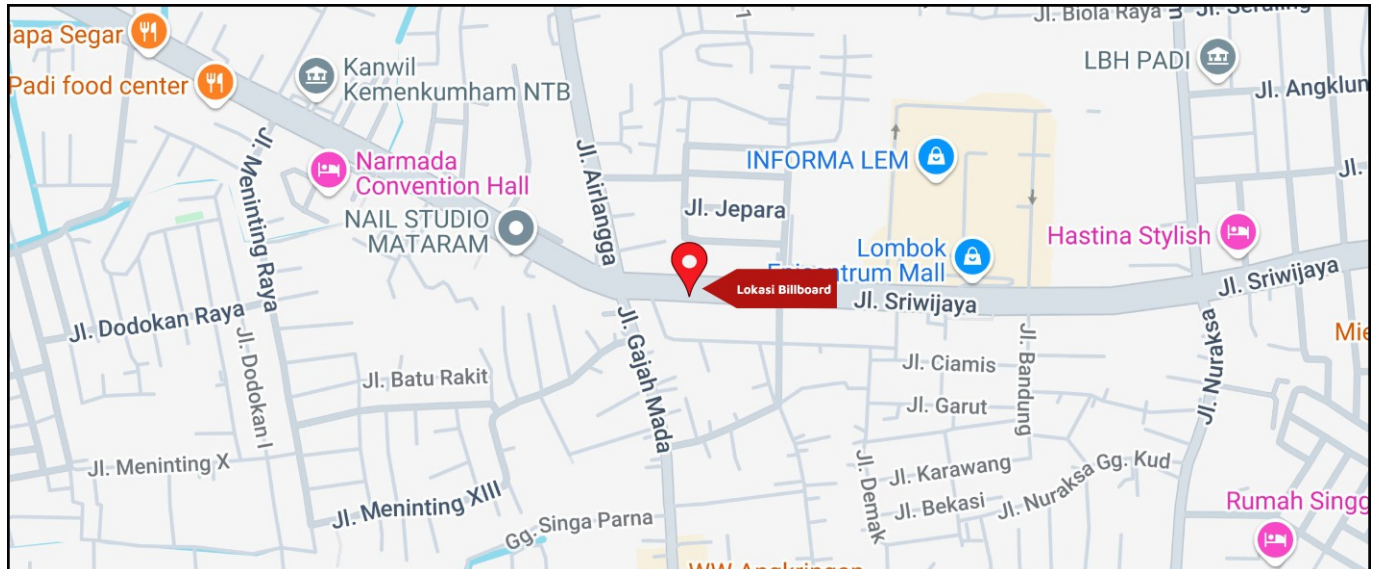 Jl. Biola Raya
apa Segar
LBH PADI
Kanwil
Kemenkumham NTB
Padi food center
Jl. Angklun
Jl. Meninting Raya
Jl. Airlangga
Narmada
Convention Hall
INFORMA LEM
Jl.
NAIL STUDIO
MATARAM
Jl. Jepara
Hastina Stylish
Lombok
Epicentrum Mall
Lokasi Billboard
Jl. Sriwijaya
Jl. Sriwijaya
Jl. Dodokan Raya
Jl. Dodokan I
Jl. Gajah Mada
Jl. Nuraksa
Mie
Jl. Batu Rakit
Jl. Ciamis
Jl. Bandung
Jl. Garut
Jl. Meninting X
Jl. Karawang
Jl. Nuraksa Gg. Kud
Jl. Demak
Jl. Bekasi
Jl. Meninting XIII
Gg. Singa Parna
Rumah Singg
WW Angkringan